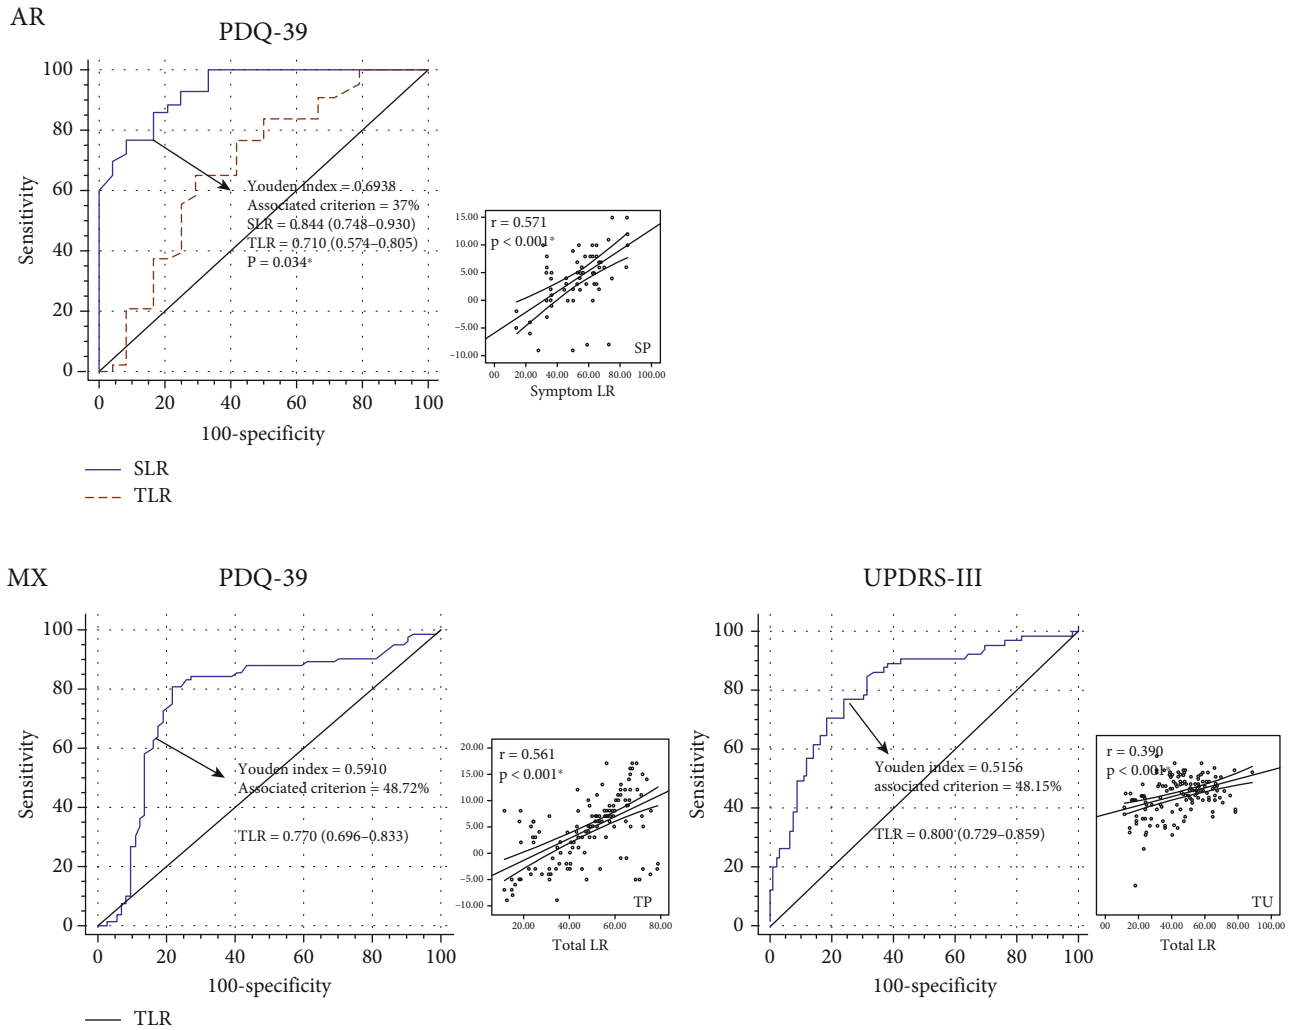 AR
PDQ-39
100
80
60
40
20
0
Sensitivity
Youden index = 0.6938
Associated criterion = 37%
SLR = 0.844 (0.748–0.930)
TLR = 0.710 (0.574–0.805)
P = 0.034*
0 20 40 60 80 100
100-specificity
SLR
TLR
15.00
10.00
5.00
00
−5.00
−10.00
r = 0.571
p < 0.001*
SP
00 20.00 40.00 60.00 80.00 100.00
Symptom LR
MX
PDQ-39
100
80
60
40
20
0
Sensitivity
Youden index = 0.5910
Associated criterion = 48.72%
TLR = 0.770 (0.696–0.833)
0 20 40 60 80 100
100-specificity
TLR
20.00
15.00
10.00
5.00
00
−5.00
−10.00
r = 0.561
p < 0.001*
TP
20.00 40.00 60.00 80.00
Total LR
UPDRS-III
100
80
60
40
20
0
Sensitivity
Youden index = 0.5156
associated criterion = 48.15%
TLR = 0.800 (0.729–0.859)
0 20 40 60 80 100
100-specificity
r = 0.390
p < 0.001*
TU
00 20.00 40.00 60.00 80.00 100.00
Total LR